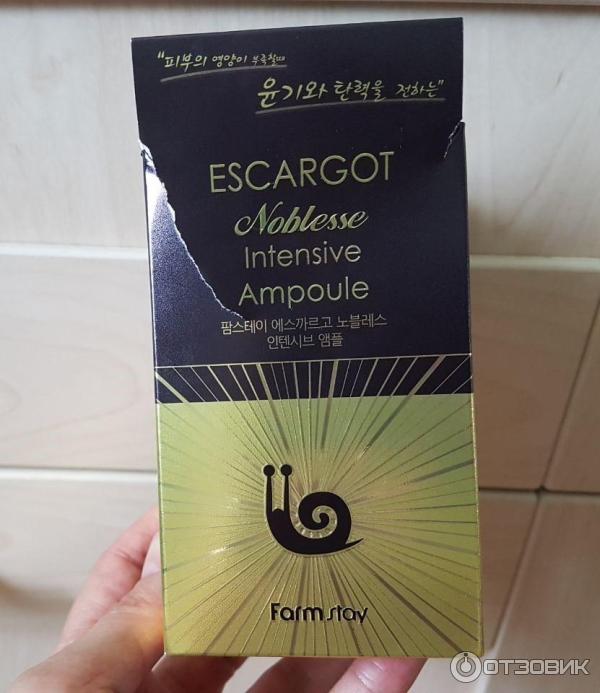 "피부의 영양이 부족할때
윤기와 탄력을 전하는"
ESCARGOT
Noblesse
Intensive
Ampoule
팜스테이 에스까르고 노블레스
인텐시브 앰플
Farm stay
ОТЗОВИК